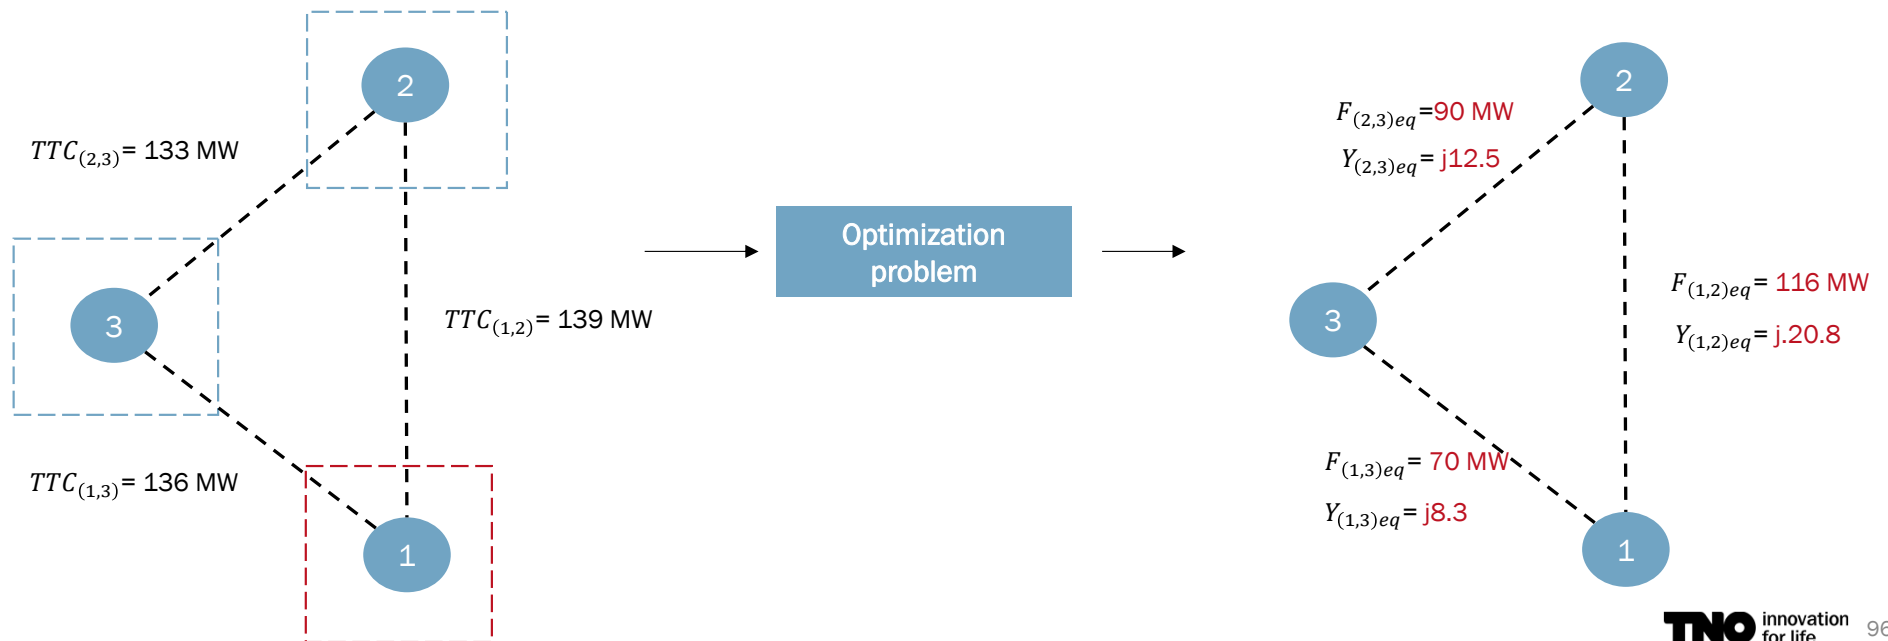 2
TTC(2,3)= 133 MW
3
TTC(1,2)= 139 MW
TTC(1,3)= 136 MW
1
Optimization
problem
2
F(2,3)eq=90 MW
Y(2,3)eq= j12.5
3
F(1,2)eq= 116 MW
Y(1,2)eq= j.20.8
F(1,3)eq= 70 MW
Y(1,3)eq= j8.3
1
TNO innovation
for life
96